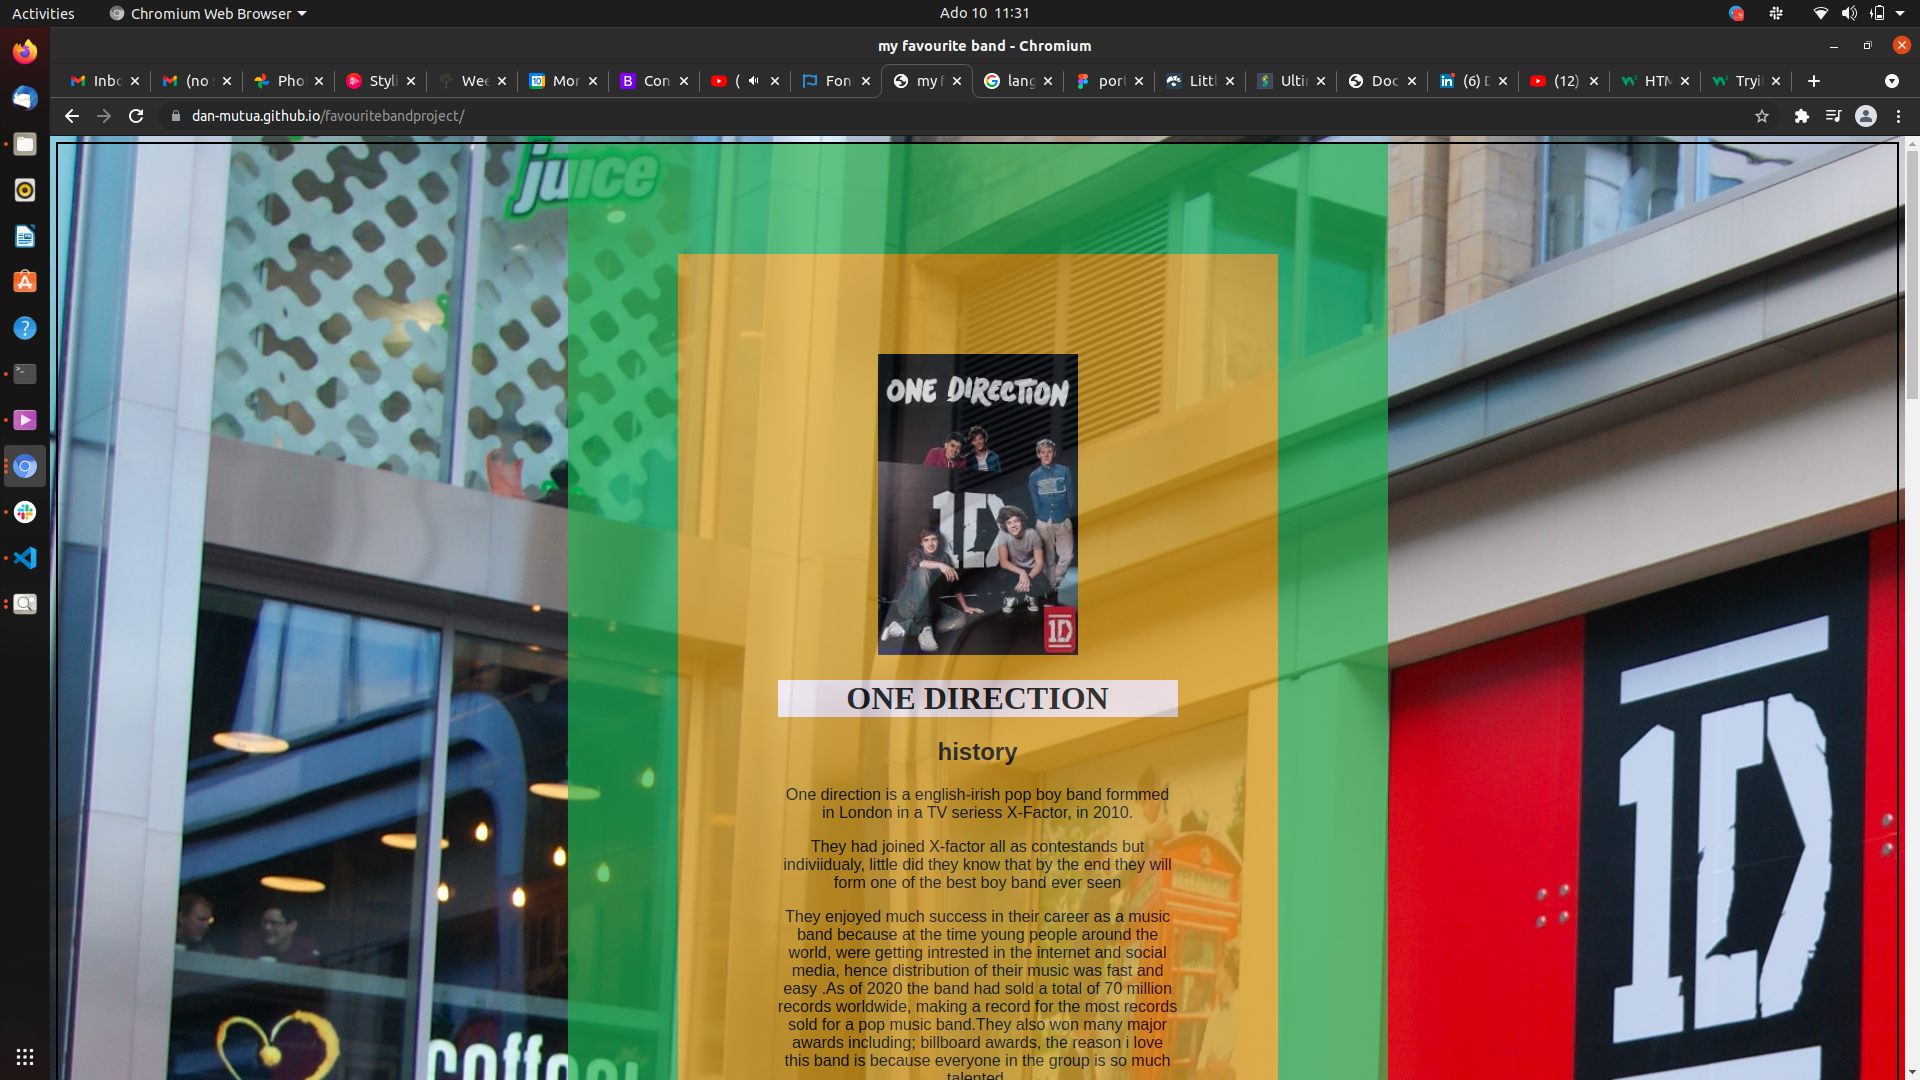 Activities
Chromium Web Browser
Ado 10 11:31
my favourite band - Chromium
Inbo
(no s
Pho
Styli
Wee
Mor
Con
(
Fon
my f
lang
port
Littl
Ulti
Doc
(6) D
(12)
HTM
Tryi
dan-mutua.github.io/favouritebandproject/
juice
ONE DIRECTION
1D
1D
ONE DIRECTION
history
One direction is a english-irish pop boy band formmed
in London in a TV seriess X-Factor, in 2010.
They had joined X-factor all as contestands but
indiviidualy, little did they know that by the end they will
form one of the best boy band ever seen
They enjoyed much success in their career as a music
band because at the time young people around the
world, were getting intrested in the internet and social
media, hence distribution of their music was fast and
easy .As of 2020 the band had sold a total of 70 million
records worldwide, making a record for the most records
sold for a pop music band.They also won many major
awards including; billboard awards, the reason i love
this band is because everyone in the group is so much
talented
1D